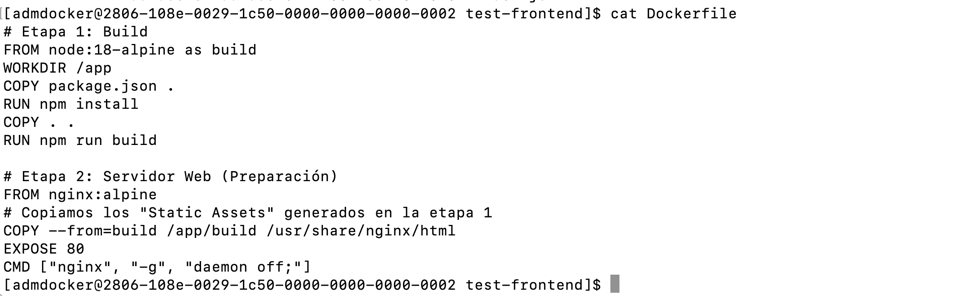 [admdocker@2806-108e-0029-1c50-0000-0000-0000-0002 test-frontend]$ cat Dockerfile
# Etapa 1: Build
FROM node:18-alpine as build
WORKDIR /app
COPY package.json .
RUN npm install
COPY . .
RUN npm run build

# Etapa 2: Servidor Web (Preparación)
FROM nginx:alpine
# Copiamos los "Static Assets" generados en la etapa 1
COPY --from=build /app/build /usr/share/nginx/html
EXPOSE 80
CMD ["nginx", "-g", "daemon off;"]
[admdocker@2806-108e-0029-1c50-0000-0000-0000-0002 test-frontend]$